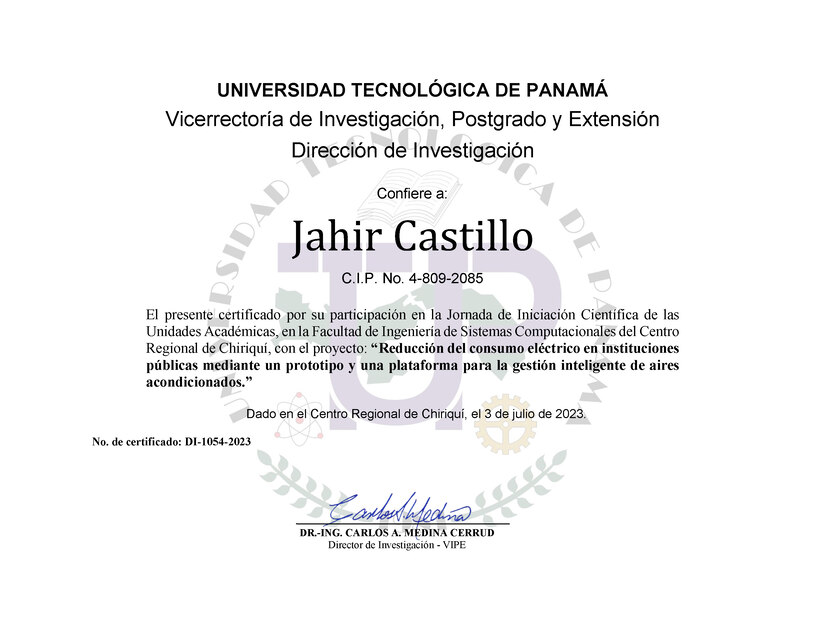 UNIVERSIDAD TECNOLÓGICA DE PANAMÁ
Vicerrectoría de Investigación, Postgrado y Extensión
Dirección de Investigación
UNIVERSIDAD TECNOLÓGICA DE PANAMÁ
UTP
Confiere a:
Jahir Castillo
C.I.P. No. 4-809-2085
El presente certificado por su participación en la Jornada de Iniciación Científica de las
Unidades Académicas, en la Facultad de Ingeniería de Sistemas Computacionales del Centro
Regional de Chiriquí, con el proyecto: “Reducción del consumo eléctrico en instituciones
públicas mediante un prototipo y una plataforma para la gestión inteligente de aires
acondicionados.”
Dado en el Centro Regional de Chiriquí, el 3 de julio de 2023.
No. de certificado: DI-1054-2023
Carlos A. Medina
DR.-ING. CARLOS A. MEDINA CERRUD
Director de Investigación - VIPE